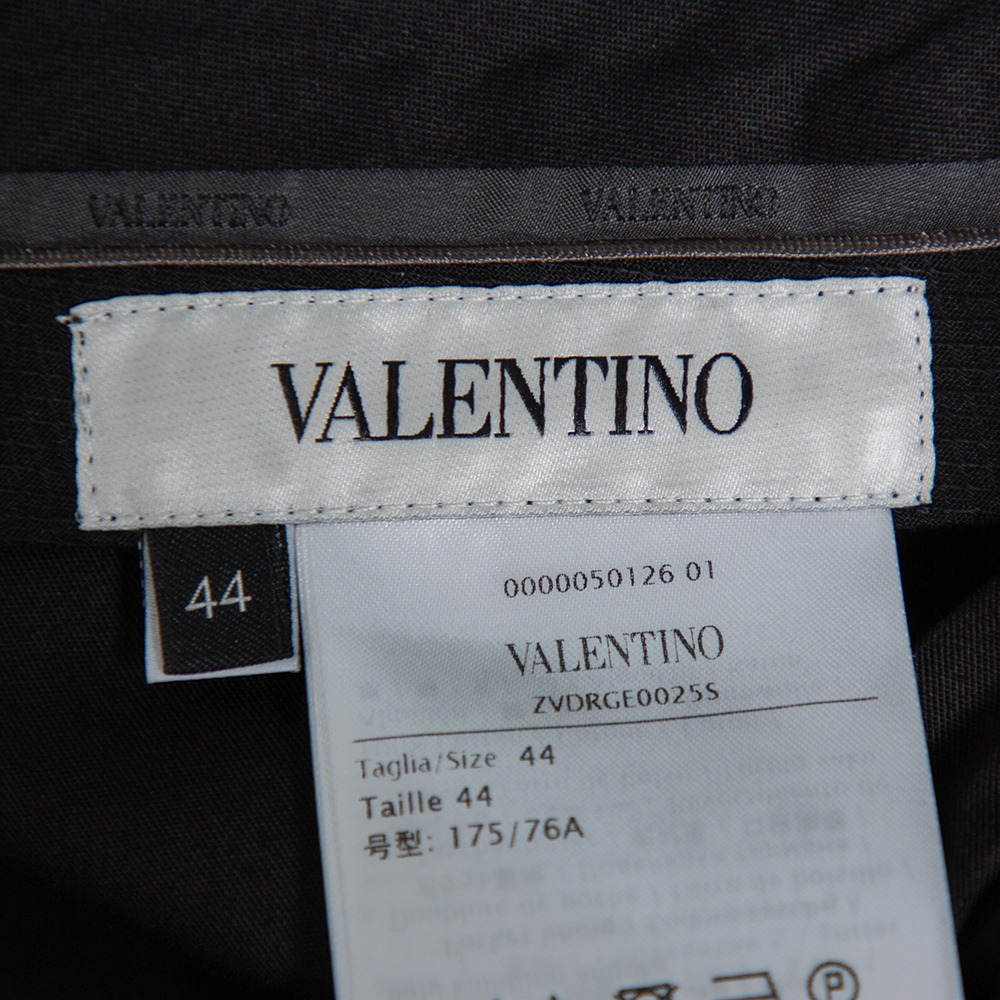 VALENTINO VALENTINO
VALENTINO
44
0000050126 01
VALENTINO
ZVDRGE0025S
Taglia/Size 44
Taille 44
号型: 175/76A
P